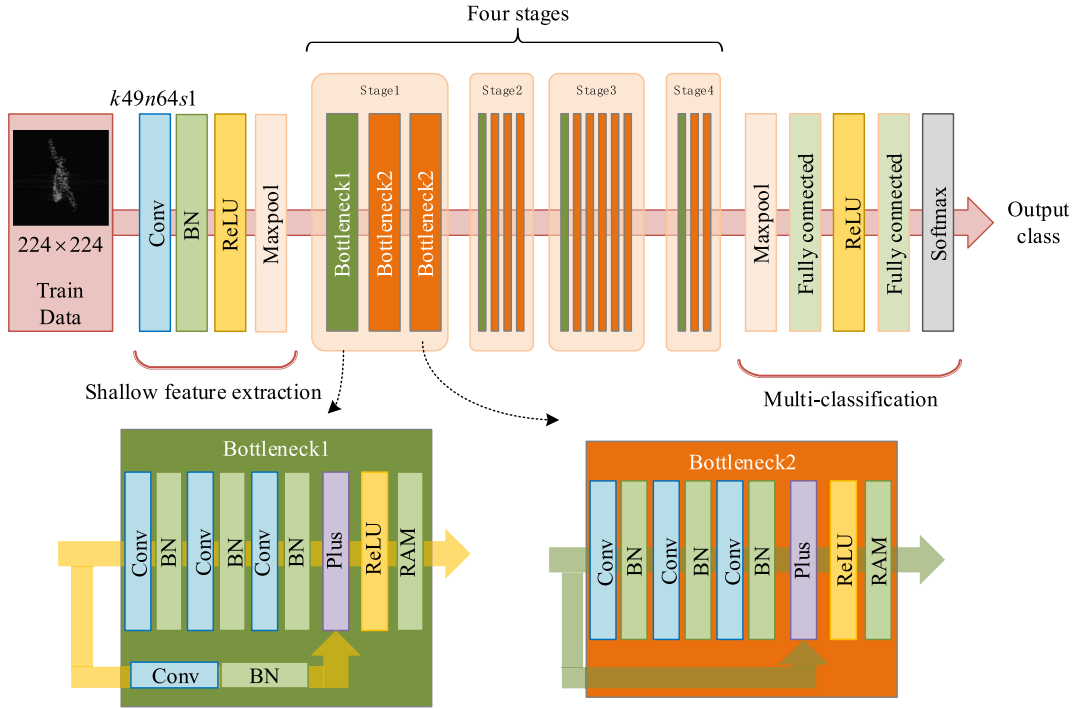 Four stages
k49n64s1
Stage1
Stage2
Stage3
Stage4
224×224
Train
Data
Conv
BN
ReLU
Maxpool
Bottleneck1
Bottleneck2
Bottleneck2
Maxpool
Fully connected
ReLU
Fully connected
Softmax
Output
class
Shallow feature extraction
Multi-classification
Bottleneck1
Conv
BN
Conv
BN
Conv
BN
Plus
ReLU
RAM
Conv
BN
Bottleneck2
Conv
BN
Conv
BN
Conv
BN
Plus
ReLU
RAM